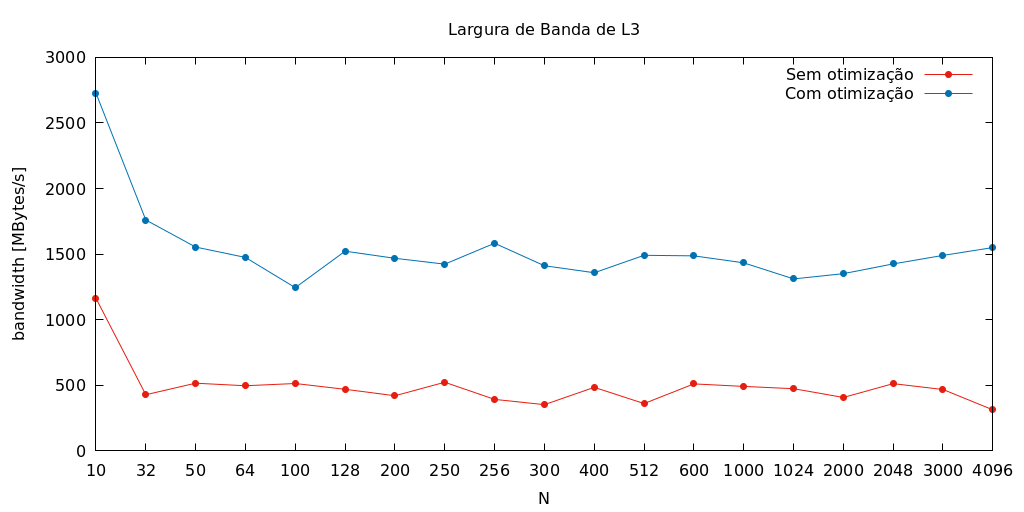 Largura de Banda de L3
3000
2500
2000
1500
1000
500
0
bandwidth [MBytes/s]
Sem otimização
Com otimização
10 32 50 64 100 128 200 250 256 300 400 512 600 1000 1024 2000 2048 3000 4096
N